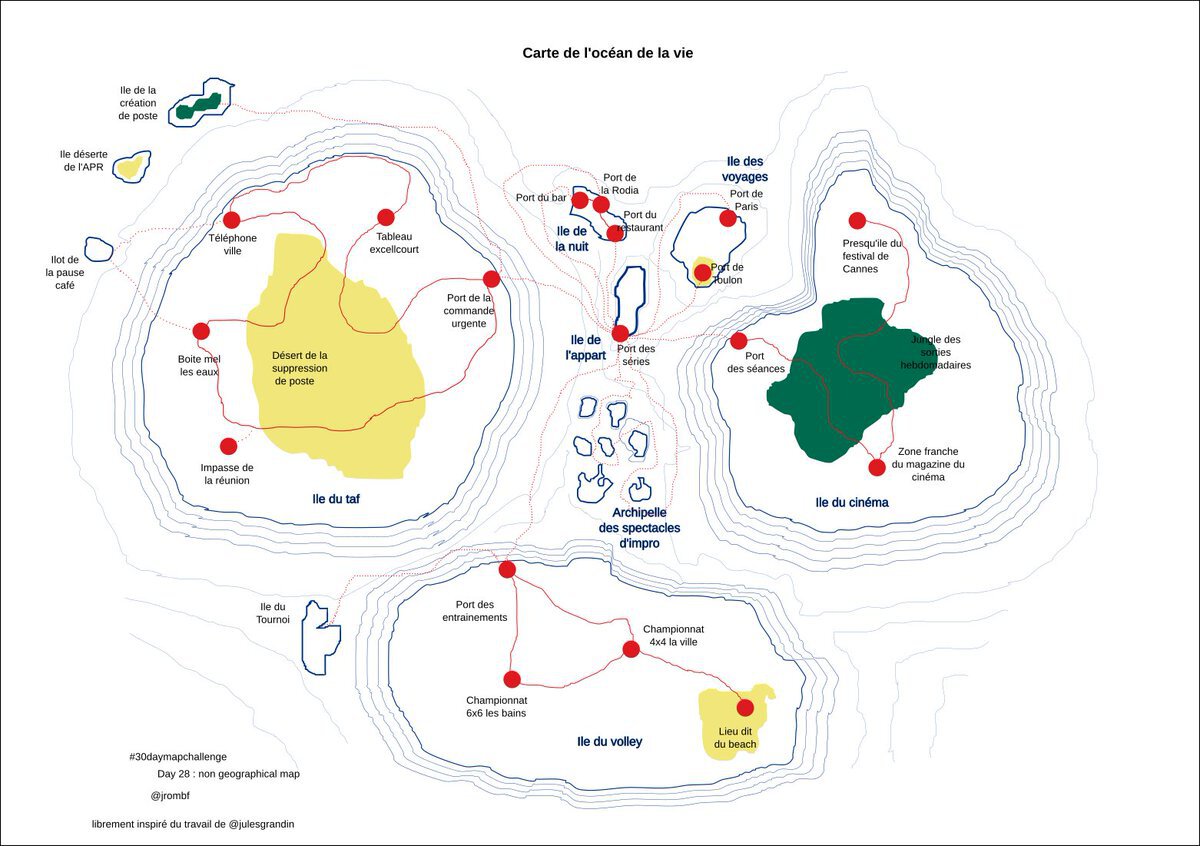 Carte de l'océan de la vie
Ile de la
création
de poste
Ile déserte
de l'APR
Ilot de
la pause
café
Téléphone
ville
Tableau
excellcourt
Port de la
commande
urgente
Boite mel
les eaux
Désert de la
suppression
de poste
Impasse de
la réunion
Ile du taf
Port du bar
Port de
la Rodia
Port du
restaurant
Ile de
la nuit
Ile des
voyages
Port de
Paris
Port de
Toulon
Ile de
l'appart
Port des
séries
Archipelle
des spectacles
d'impro
Presqu'ile du
festival de
Cannes
Port
des séances
Jungle des
sorties
hebdomadaires
Zone franche
du magazine du
cinéma
Ile du cinéma
Ile du
Tournoi
Port des
entrainements
Championnat
4x4 la ville
Championnat
6x6 les bains
Lieu dit
du beach
Ile du volley
#30daymapchallenge
Day 28 : non geographical map
@jrombf
librement inspiré du travail de @julesgrandin